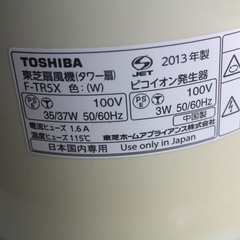 TOSHIBA
東芝扇風機(タワー扇)
F-TR5X 色:(W)
PS E
100V
35/37W 50/60Hz
電流ヒューズ 1.6 A
温度ヒューズ 115℃
S
JET
2013年製
ピコイオン発生器
PS E
100V
3W 50/60Hz
中国製
東芝ホームアプライアンス株式会社
日本国内専用 Use only in Japan